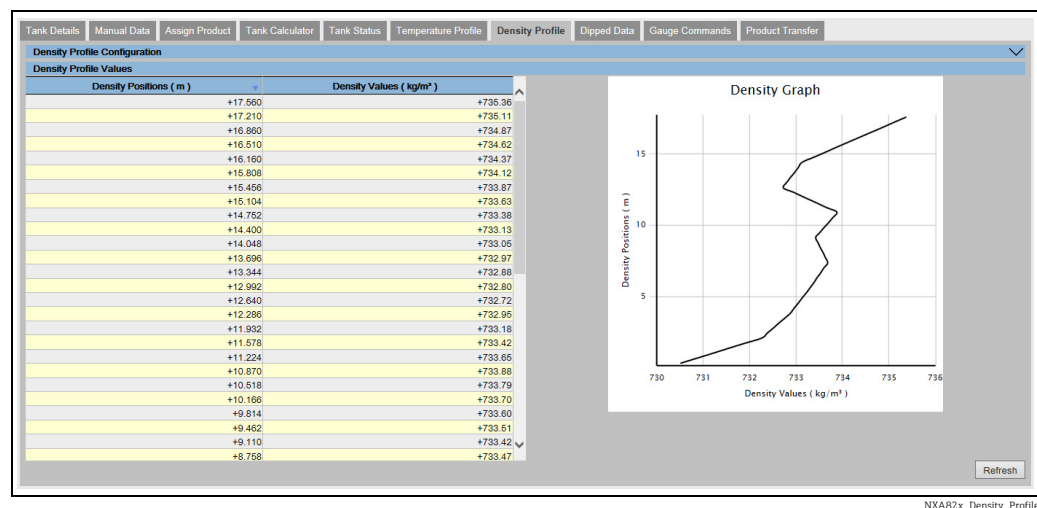 Tank Details Manual Data Assign Product Tank Calculator Tank Status Temperature Profile Density Profile Dipped Data Gauge Commands Product Transfer
Density Profile Configuration
Density Profile Values
Density Positions ( m ) Density Values ( kg/m³ )
+17.560 +735.36
+17.210 +735.11
+16.860 +734.87
+16.510 +734.62
+16.160 +734.37
+15.808 +734.12
+15.456 +733.87
+15.104 +733.63
+14.752 +733.38
+14.400 +733.13
+14.048 +733.05
+13.696 +732.97
+13.344 +732.88
+12.992 +732.80
+12.640 +732.72
+12.286 +732.95
+11.932 +733.18
+11.578 +733.42
+11.224 +733.65
+10.870 +733.88
+10.518 +733.79
+10.166 +733.70
+9.814 +733.60
+9.462 +733.51
+9.110 +733.42
+8.758 +733.47
Density Graph
Density Positions ( m )
15
10
5
730 731 732 733 734 735 736
Density Values ( kg/m³ )
Refresh
NXA82x_Density_Profile